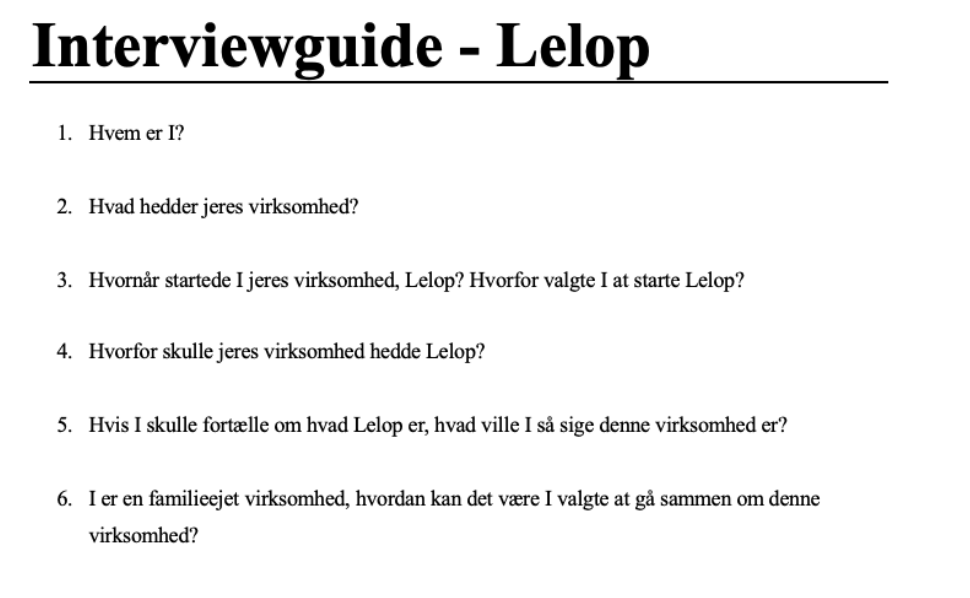 Interviewguide - Lelop
1. Hvem er I?
2. Hvad hedder jeres virksomhed?
3. Hvornår startede I jeres virksomhed, Lelop? Hvorfor valgte I at starte Lelop?
4. Hvorfor skulle jeres virksomhed hedde Lelop?
5. Hvis I skulle fortælle om hvad Lelop er, hvad ville I så sige denne virksomhed er?
6. I er en familieejet virksomhed, hvordan kan det være I valgte at gå sammen om denne
virksomhed?